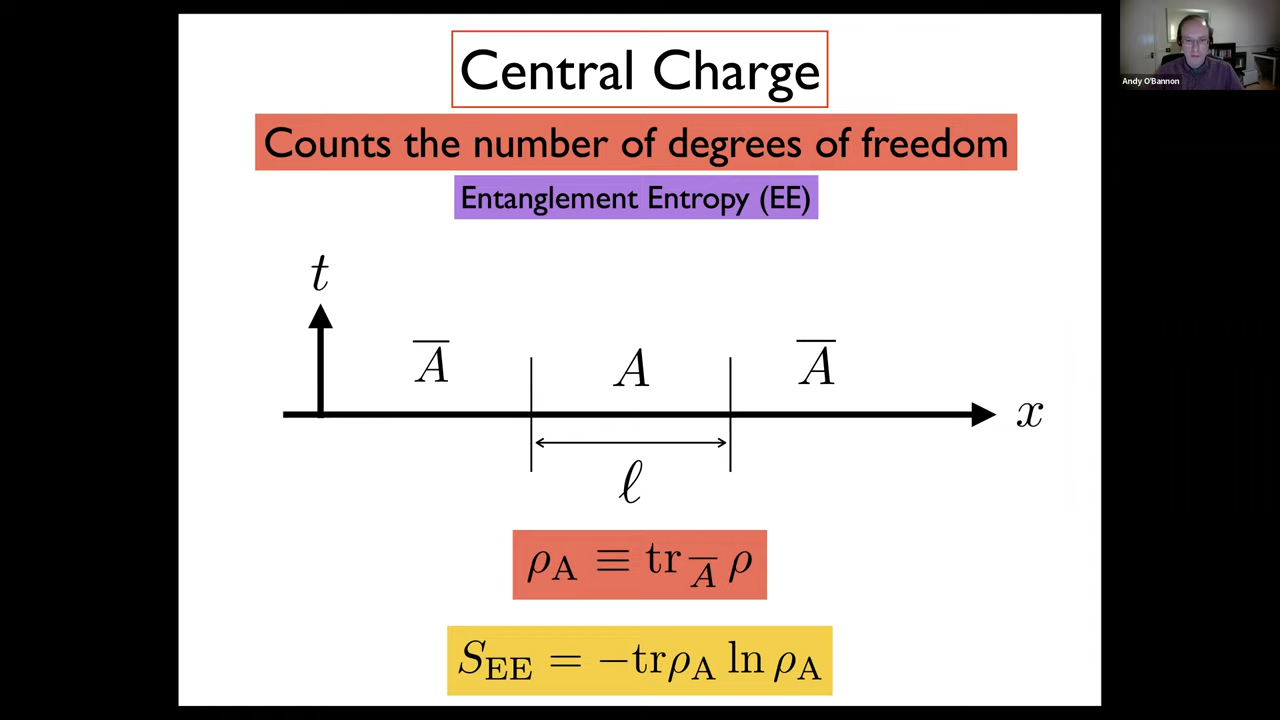 Central Charge
Andy O'Bannon
Counts the number of degrees of freedom
Entanglement Entropy (EE)
t
A̅ A A̅
x
ℓ
ρ_A ≡ tr_A̅ ρ
S_EE = −trρ_A ln ρ_A